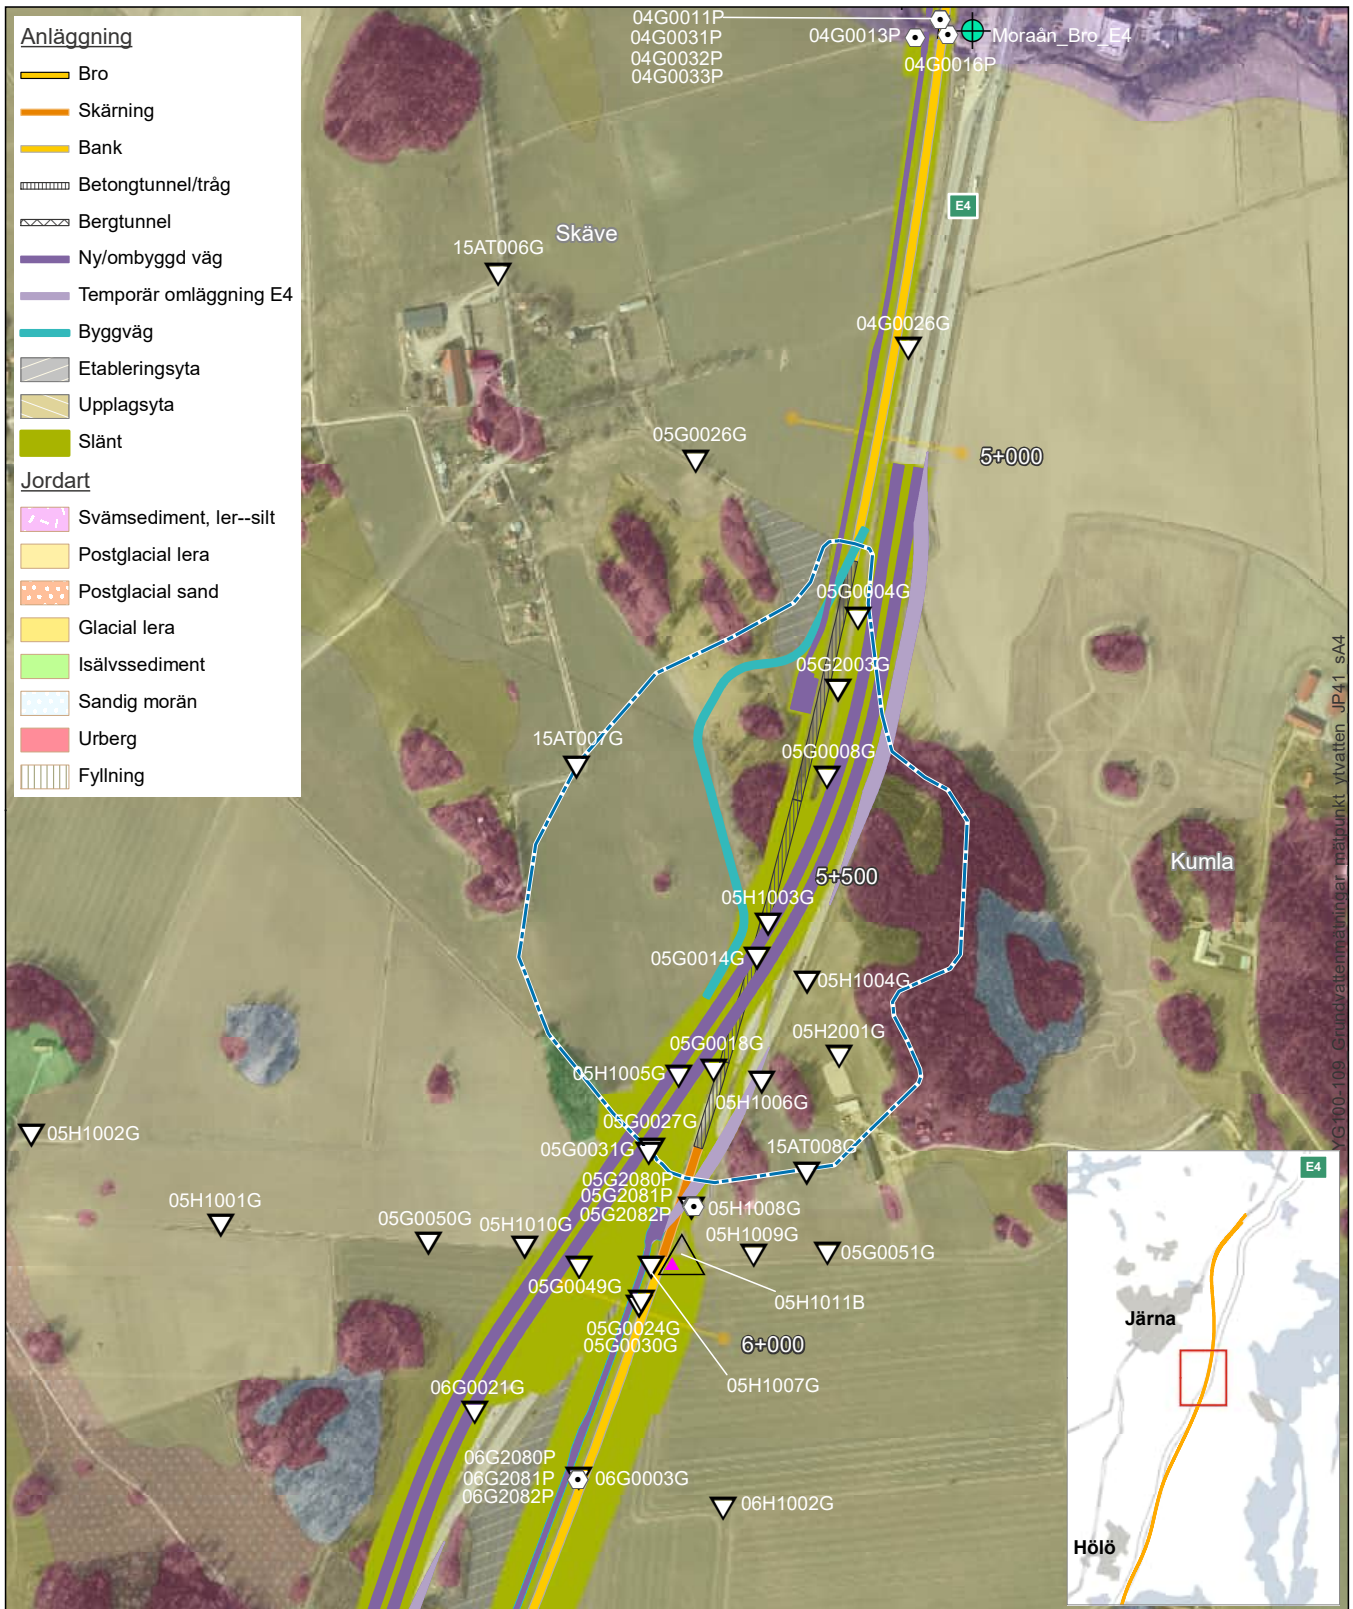 Anläggning
Bro
Skärning
Bank
Betongtunnel/tråg
Bergtunnel
Ny/ombyggd väg
Temporär omläggning E4
Byggväg
Etableringsyta
Upplagsyta
Slänt
Jordart
Svämsediment, ler--silt
Postglacial lera
Postglacial sand
Glacial lera
Isälvssediment
Sandig morän
Urberg
Fyllning
04G0011P
04G0031P
04G0032P
04G0033P
04G0013P
Moraån_Bro_E4
04G0016P
E4
Skäve
15AT006G
04G0026G
05G0026G
5+000
05G0004G
05G2003G
15AT007G
05G0008G
Kumla
5+500
05H1003G
05G0014G
05H1004G
05H2001G
05G0018G
05H1005G
05H1006G
05G0027G
05H1002G
05G0031G
15AT008G
05G2080P
05G2081P
05G2082P
05H1008G
05H1001G
05G0050G
05H1010G
05H1009G
05G0051G
05G0049G
05H1011B
05G0024G
05G0030G
6+000
05H1007G
06G0021G
06G2080P
06G2081P
06G2082P
06G0003G
06H1002G
E4
Järna
Hölö
YG100-109_Grundvattenmätningar_mätpunkt_ytvatten_JP41_sA4